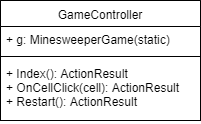 GameController
+ g: MinesweeperGame(static)
+ Index(): ActionResult
+ OnCellClick(cell): ActionResult
+ Restart(): ActionResult